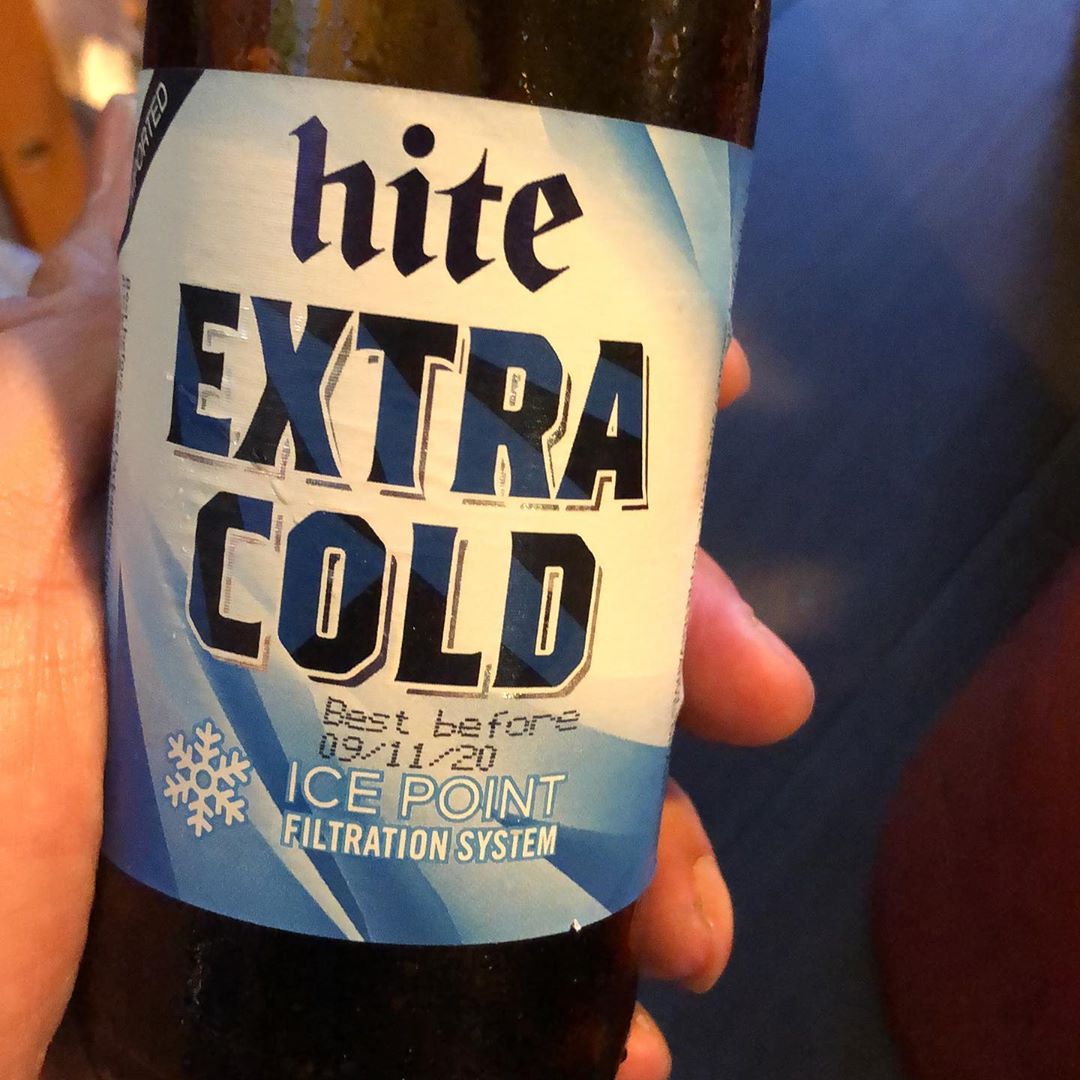 hite
EXTRA
COLD
Best before
09/11/20
ICE POINT
FILTRATION SYSTEM